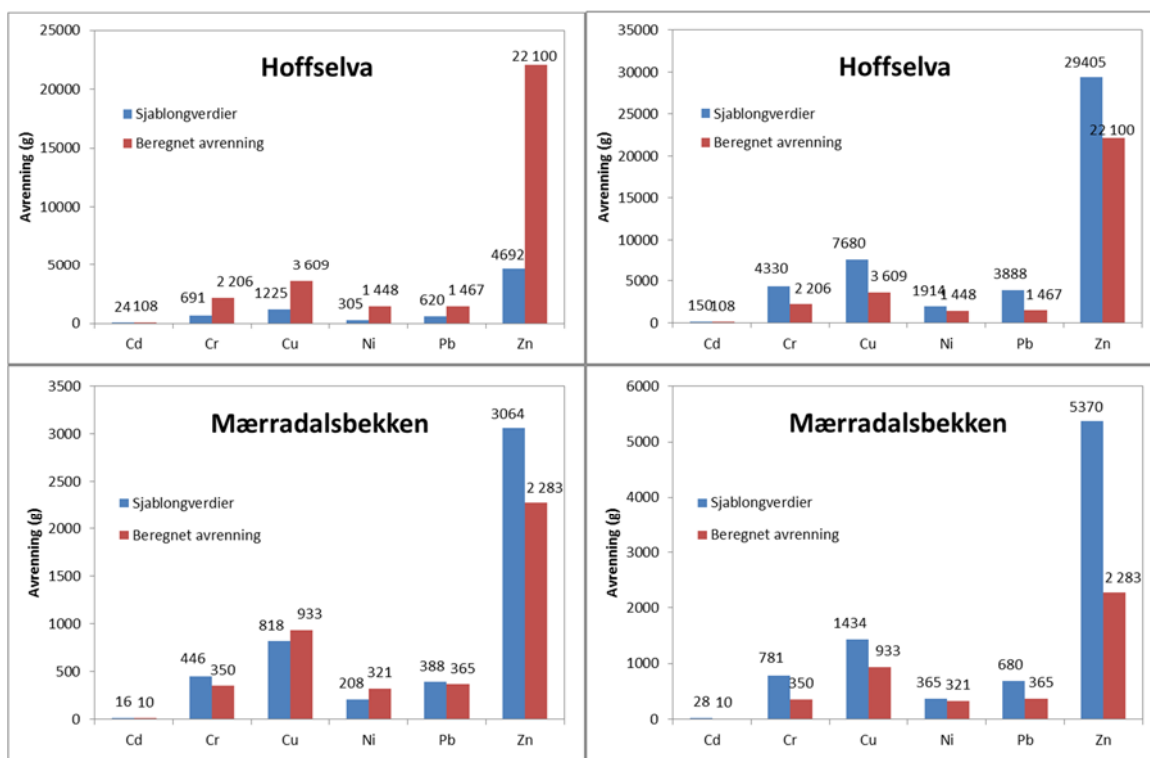 25000
20000
15000
10000
5000
0
Avrenning (g)
Hoffselva
Sjablongverdier
Beregnet avrenning
24 108
691 2 206
1225 3 609
305 1 448
620 1 467
4692 22 100
Cd Cr Cu Ni Pb Zn
35000
30000
25000
20000
15000
10000
5000
0
Avrenning (g)
Hoffselva
Sjablongverdier
Beregnet avrenning
150 108
4330 2 206
7680 3 609
1914 1 448
3888 1 467
29405 22 100
Cd Cr Cu Ni Pb Zn
3500
3000
2500
2000
1500
1000
500
0
Avrenning (g)
Mærradalsbekken
Sjablongverdier
Beregnet avrenning
16 10
446 350
818 933
208 321
388 365
3064 2 283
Cd Cr Cu Ni Pb Zn
6000
5000
4000
3000
2000
1000
0
Avrenning (g)
Mærradalsbekken
Sjablongverdier
Beregnet avrenning
28 10
781 350
1434 933
365 321
680 365
5370 2 283
Cd Cr Cu Ni Pb Zn